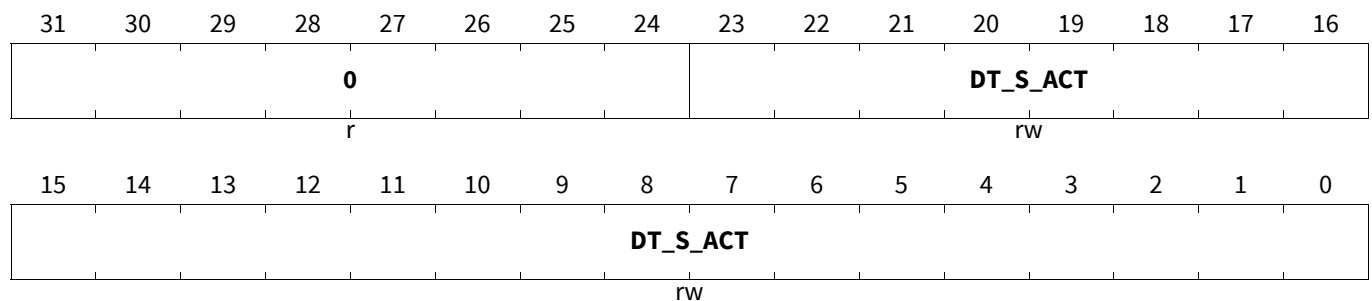 31 30 29 28 27 26 25 24 23 22 21 20 19 18 17 16
0 DT_S_ACT
r rw
15 14 13 12 11 10 9 8 7 6 5 4 3 2 1 0
DT_S_ACT
rw